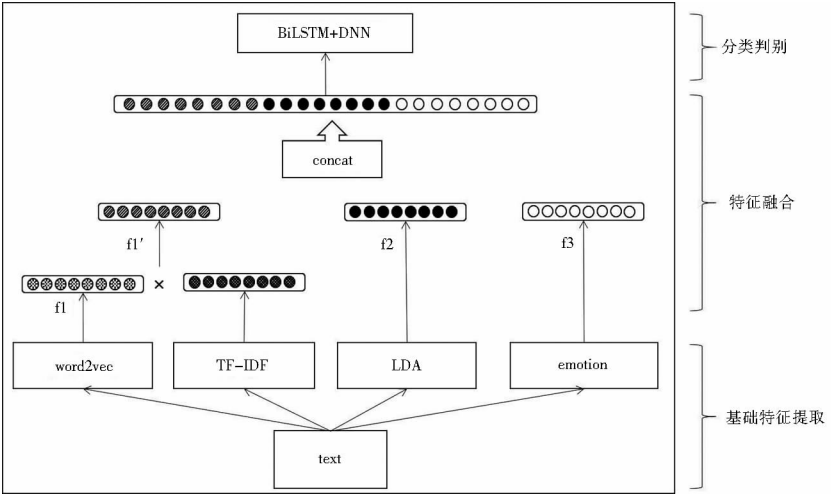 BiLSTM+DNN
分类判别
concat
特征融合
f1′
f2
f3
×
f1
word2vec
TF-IDF
LDA
emotion
基础特征提取
text